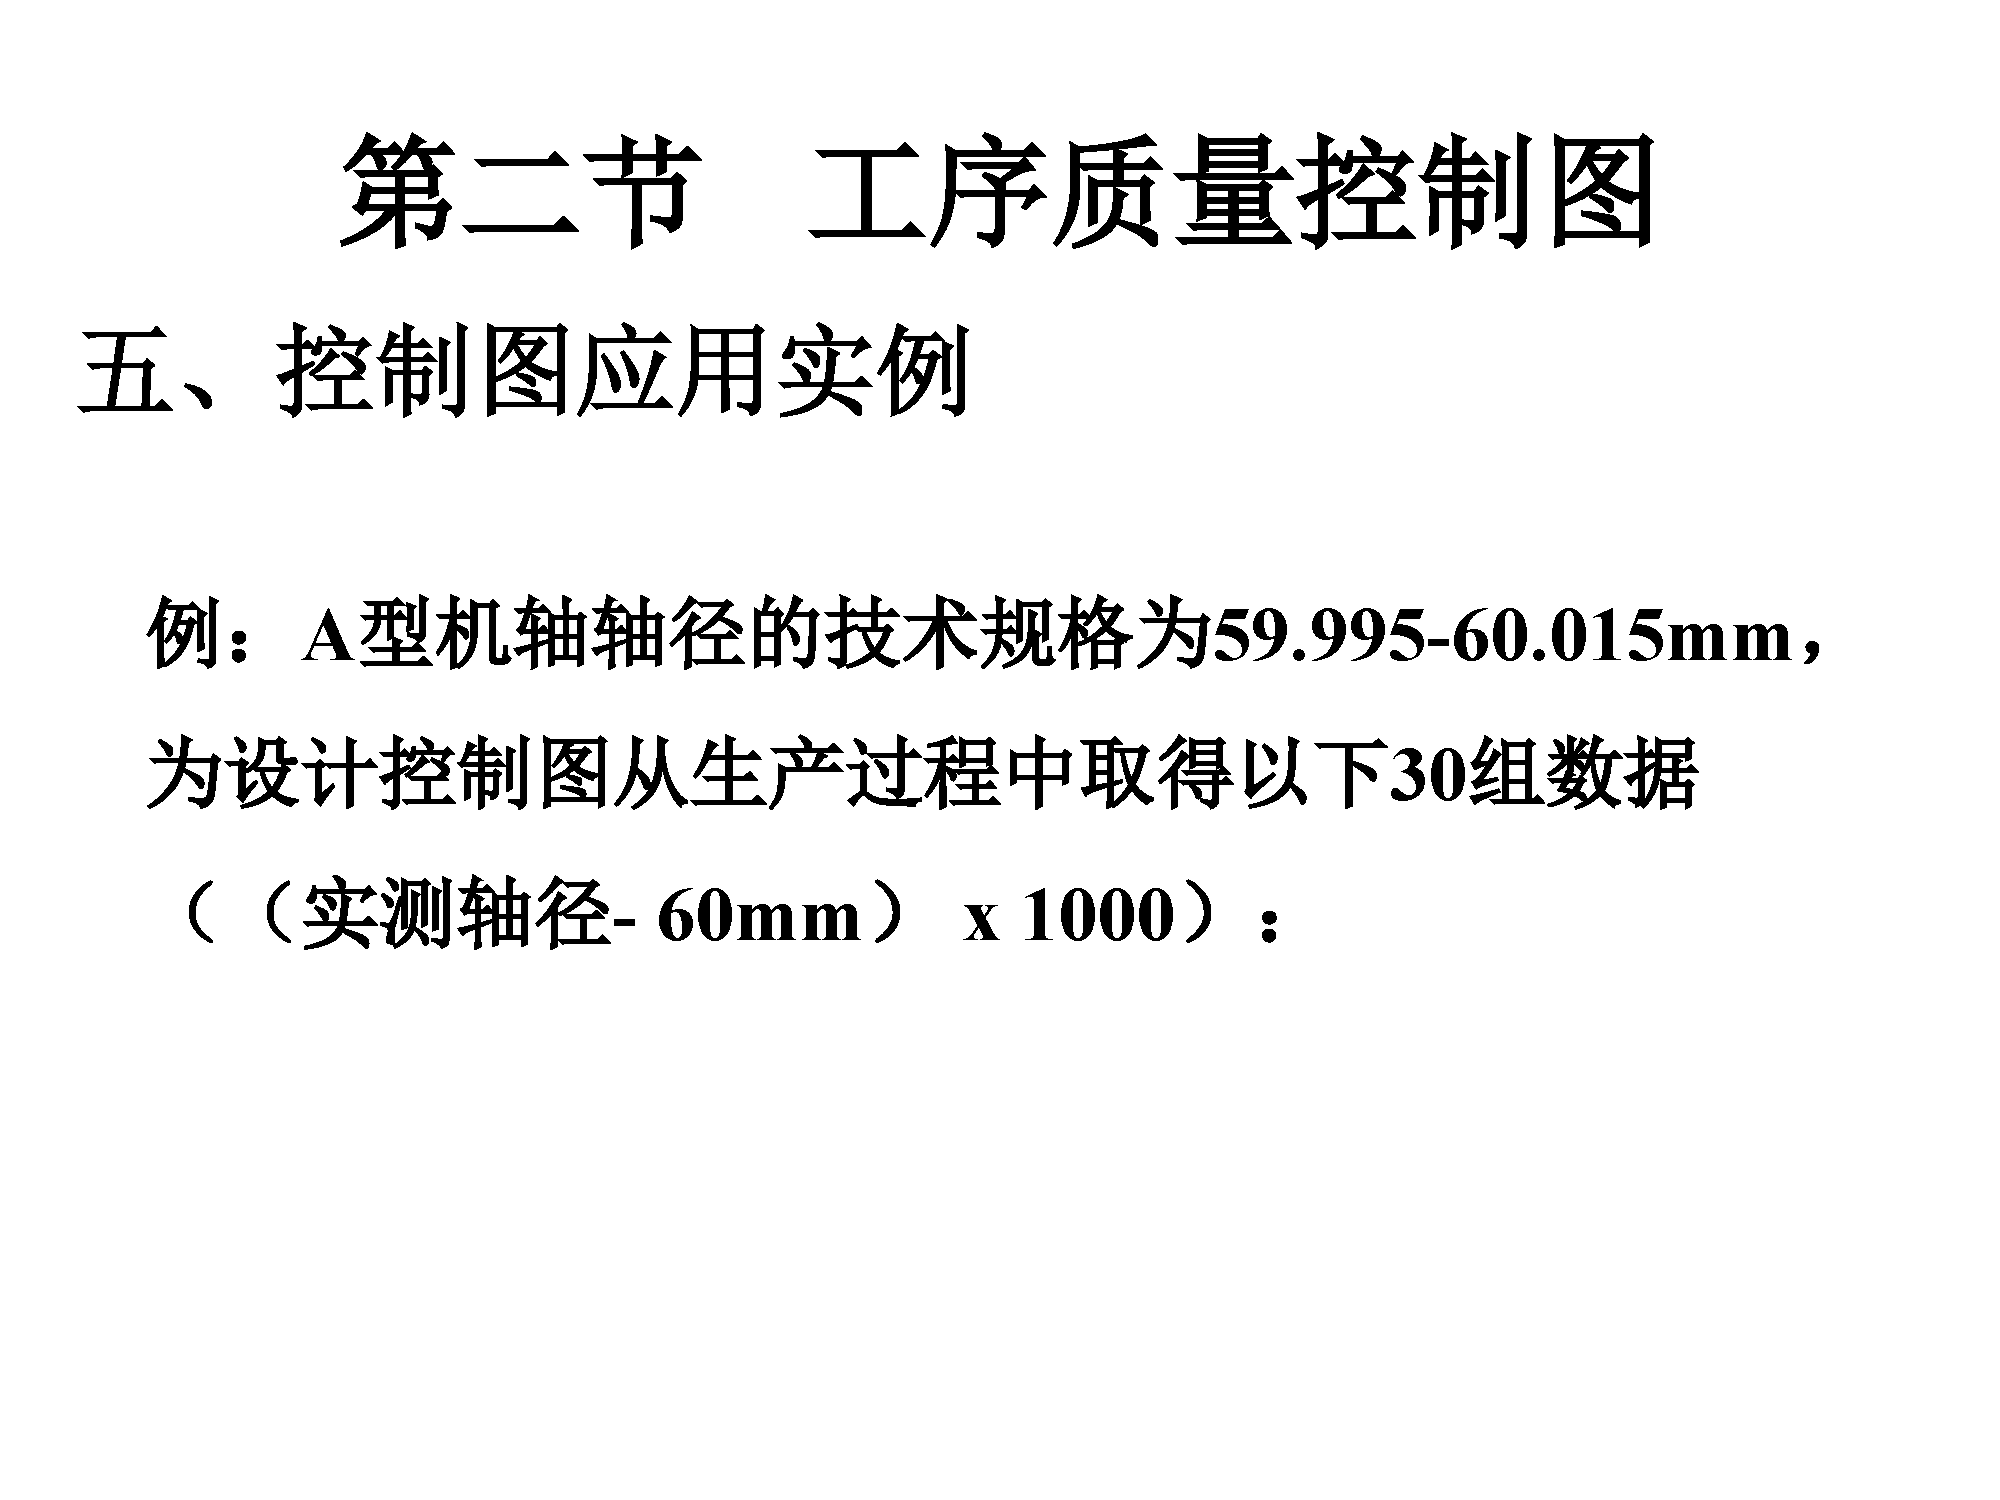 第二节 工序质量控制图
五、控制图应用实例
例：A型机轴轴径的技术规格为59.995-60.015mm，
为设计控制图从生产过程中取得以下30组数据
（（实测轴径- 60mm） x 1000）：